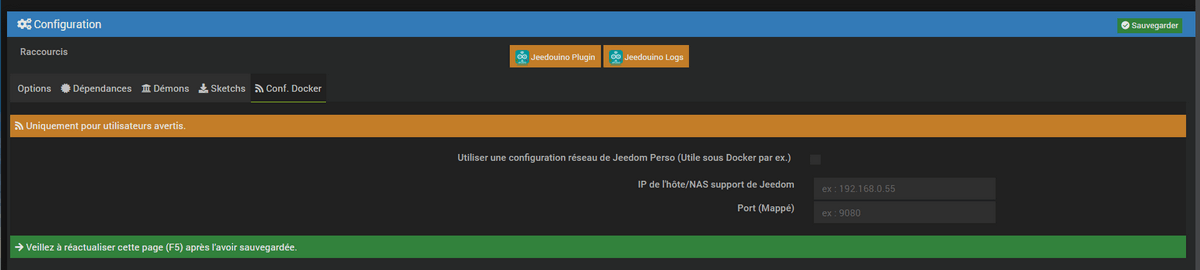 Configuration
Sauvegarder
Raccourcis
Jeedouino Plugin Jeedouino Logs
Options Dépendances Démons Sketchs Conf. Docker
Uniquement pour utilisateurs avertis.
Utiliser une configuration réseau de Jeedom Perso (Utile sous Docker par ex.)
IP de l'hôte/NAS support de Jeedom
ex : 192.168.0.55
Port (Mappé)
ex : 9080
Veillez à réactualiser cette page (F5) après l'avoir sauvegardée.